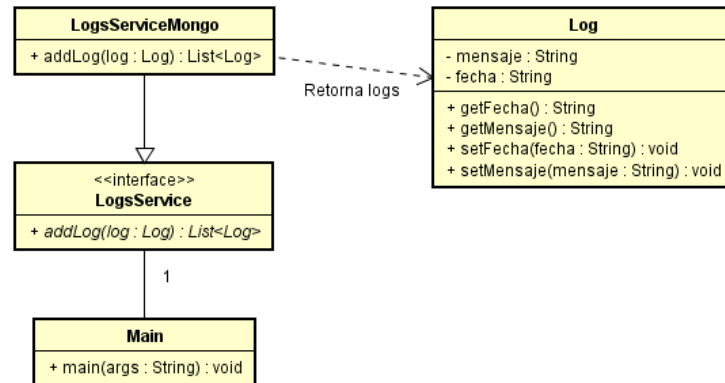 LogsServiceMongo
+ addLog(log : Log) : List<Log>
Retorna logs
Log
- mensaje : String
- fecha : String
+ getFecha() : String
+ getMensaje() : String
+ setFecha(fecha : String) : void
+ setMensaje(mensaje : String) : void
<<interface>>
LogsService
+ addLog(log : Log) : List<Log>
1
Main
+ main(args : String) : void